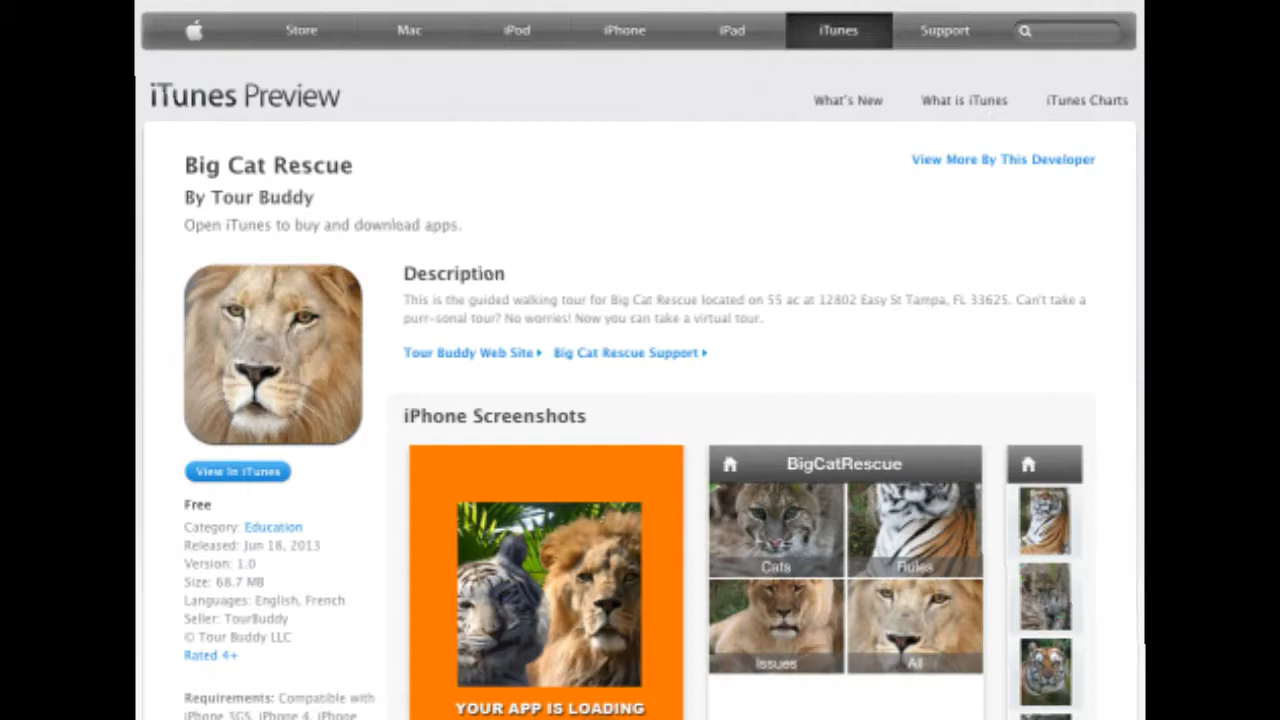 Store Mac iPod iPhone iPad iTunes Support
iTunes Preview
What's New What is iTunes iTunes Charts
Big Cat Rescue
View More By This Developer
By Tour Buddy
Open iTunes to buy and download apps.
Description
This is the guided walking tour for Big Cat Rescue located on 55 ac at 12802 Easy St Tampa, FL 33625. Can't take a
purr-sonal tour? No worries! Now you can take a virtual tour.
Tour Buddy Web Site Big Cat Rescue Support
iPhone Screenshots
BigCatRescue
Cats Rules
Issues All
YOUR APP IS LOADING
View In iTunes
Free
Category: Education
Released: Jun 18, 2013
Version: 1.0
Size: 68.7 MB
Languages: English, French
Seller: TourBuddy
© Tour Buddy LLC
Rated 4+
Requirements: Compatible with
iPhone 3GS, iPhone 4, iPhone